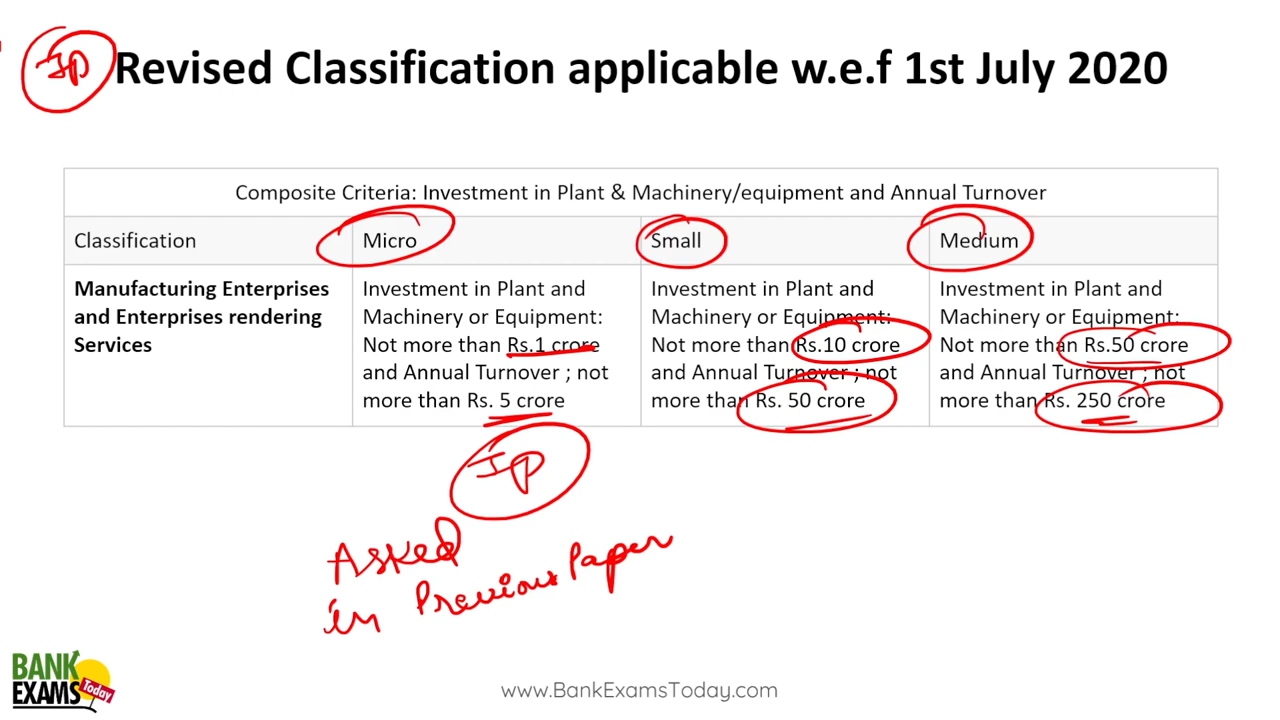 Ip
Revised Classification applicable w.e.f 1st July 2020
Composite Criteria: Investment in Plant & Machinery/equipment and Annual Turnover
Classification
Micro
Small
Medium
Manufacturing Enterprises
and Enterprises rendering
Services
Investment in Plant and
Machinery or Equipment:
Not more than Rs.1 crore
and Annual Turnover ; not
more than Rs. 5 crore
Investment in Plant and
Machinery or Equipment:
Not more than Rs.10 crore
and Annual Turnover ; not
more than Rs. 50 crore
Investment in Plant and
Machinery or Equipment:
Not more than Rs.50 crore
and Annual Turnover ; not
more than Rs. 250 crore
Ip
Asked
in Previous Paper
BANK
EXAMS Today
www.BankExamsToday.com